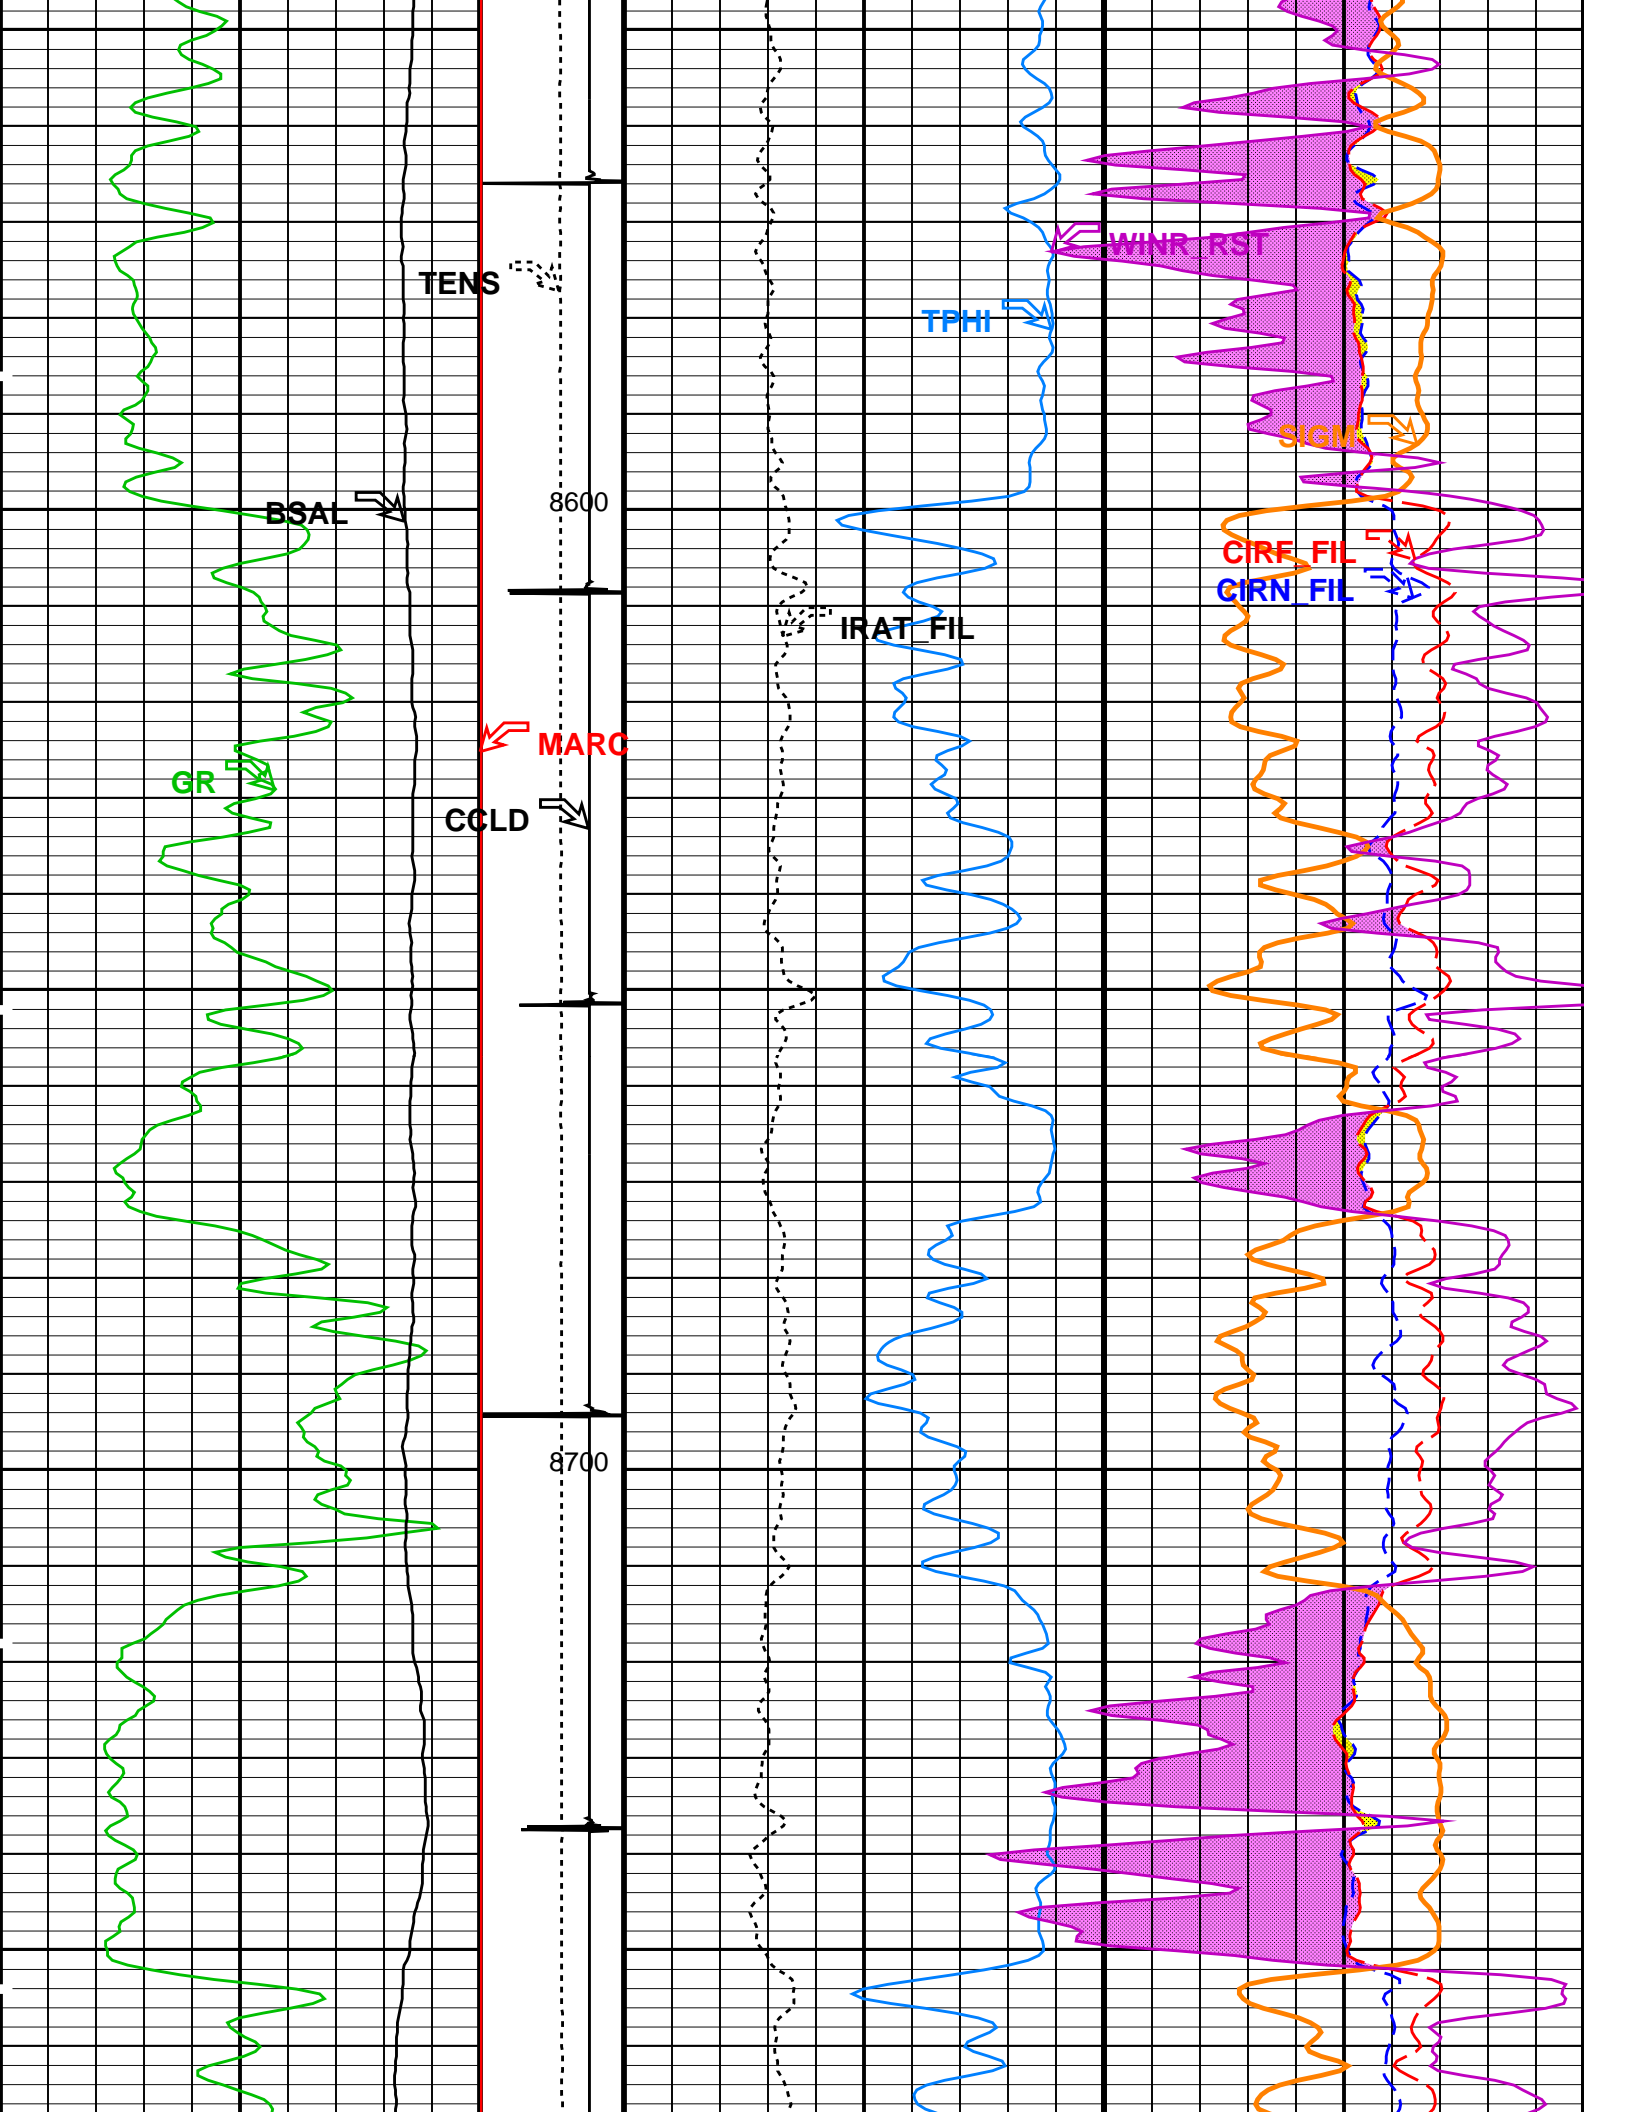 WINR_RST
TENS
TPHI
SIGM
8600
BSAL
CIRF_FIL
CIRN_FIL
IRAT_FIL
MARC
GR
CCLD
8700